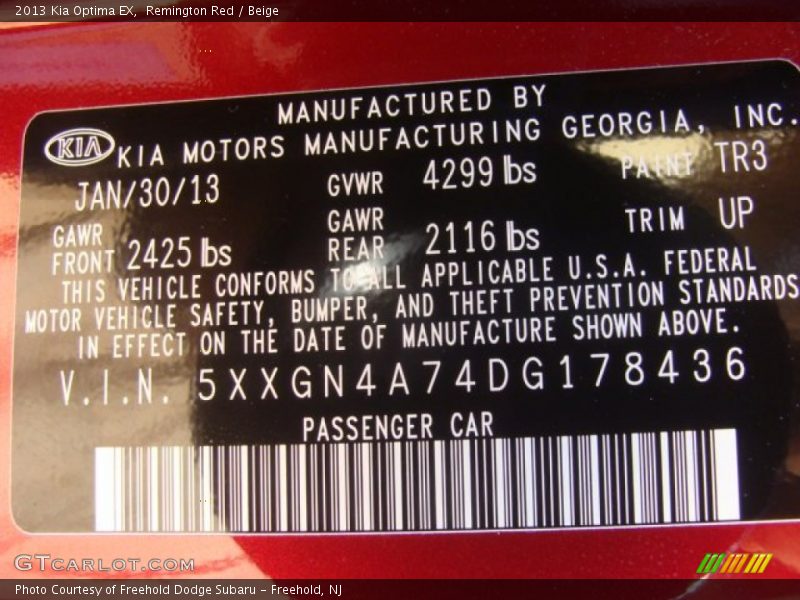 2013 Kia Optima EX, Remington Red / Beige
MANUFACTURED BY
KIA KIA MOTORS MANUFACTURING GEORGIA, INC.
JAN/30/13 GVWR 4299 lbs PAINT TR3
GAWR FRONT 2425 lbs GAWR REAR 2116 lbs TRIM UP
THIS VEHICLE CONFORMS TO ALL APPLICABLE U.S.A. FEDERAL
MOTOR VEHICLE SAFETY, BUMPER, AND THEFT PREVENTION STANDARDS
IN EFFECT ON THE DATE OF MANUFACTURE SHOWN ABOVE.
V.I.N. 5XXGN4A74DG178436
PASSENGER CAR
GTCARLOT.COM
Photo Courtesy of Freehold Dodge Subaru - Freehold, NJ